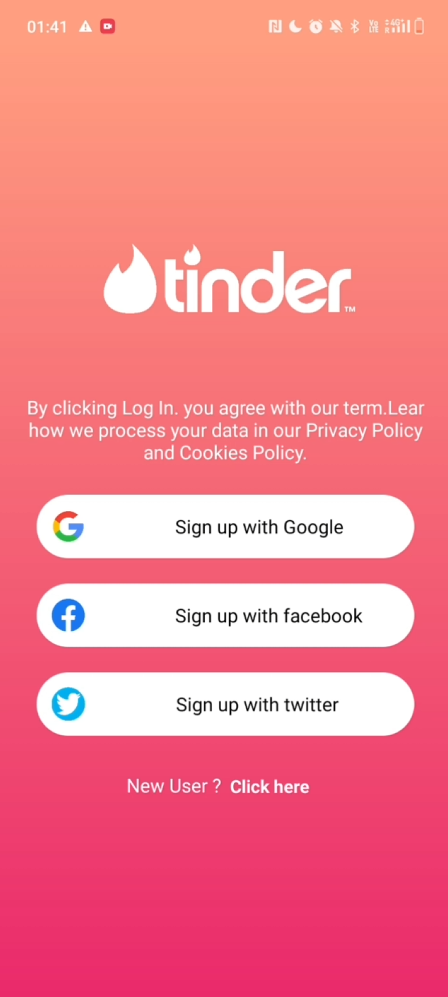 01:41
tinder™
By clicking Log In. you agree with our term.Lear
how we process your data in our Privacy Policy
and Cookies Policy.
Sign up with Google
Sign up with facebook
Sign up with twitter
New User ? Click here